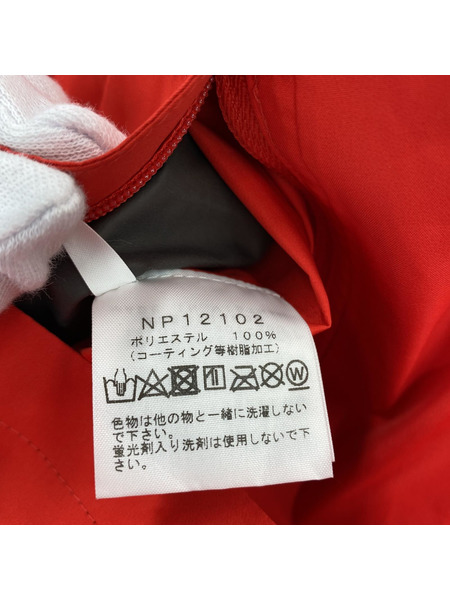 NP12102
ポリエステル 100%
(コーティング等樹脂加工)
W
色物は他の物と一緒に洗濯しない
で下さい。
蛍光剤入り洗剤は使用しないで下
さい。